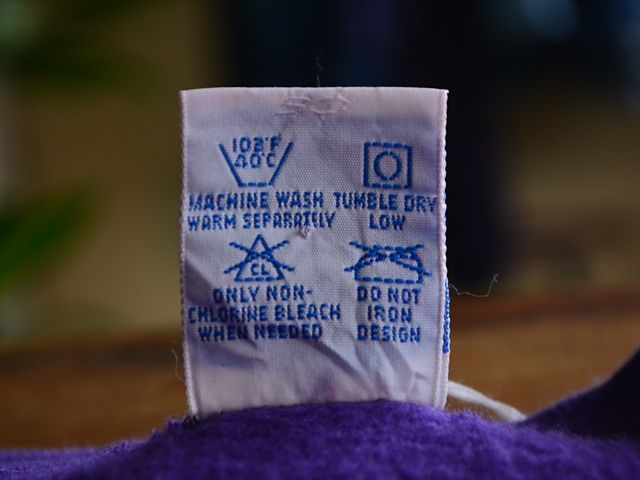 103°F
40°C
MACHINE WASH
WARM SEPARATELY
TUMBLE DRY
LOW
CL
ONLY NON-
CHLORINE BLEACH
WHEN NEEDED
DO NOT
IRON
DESIGN